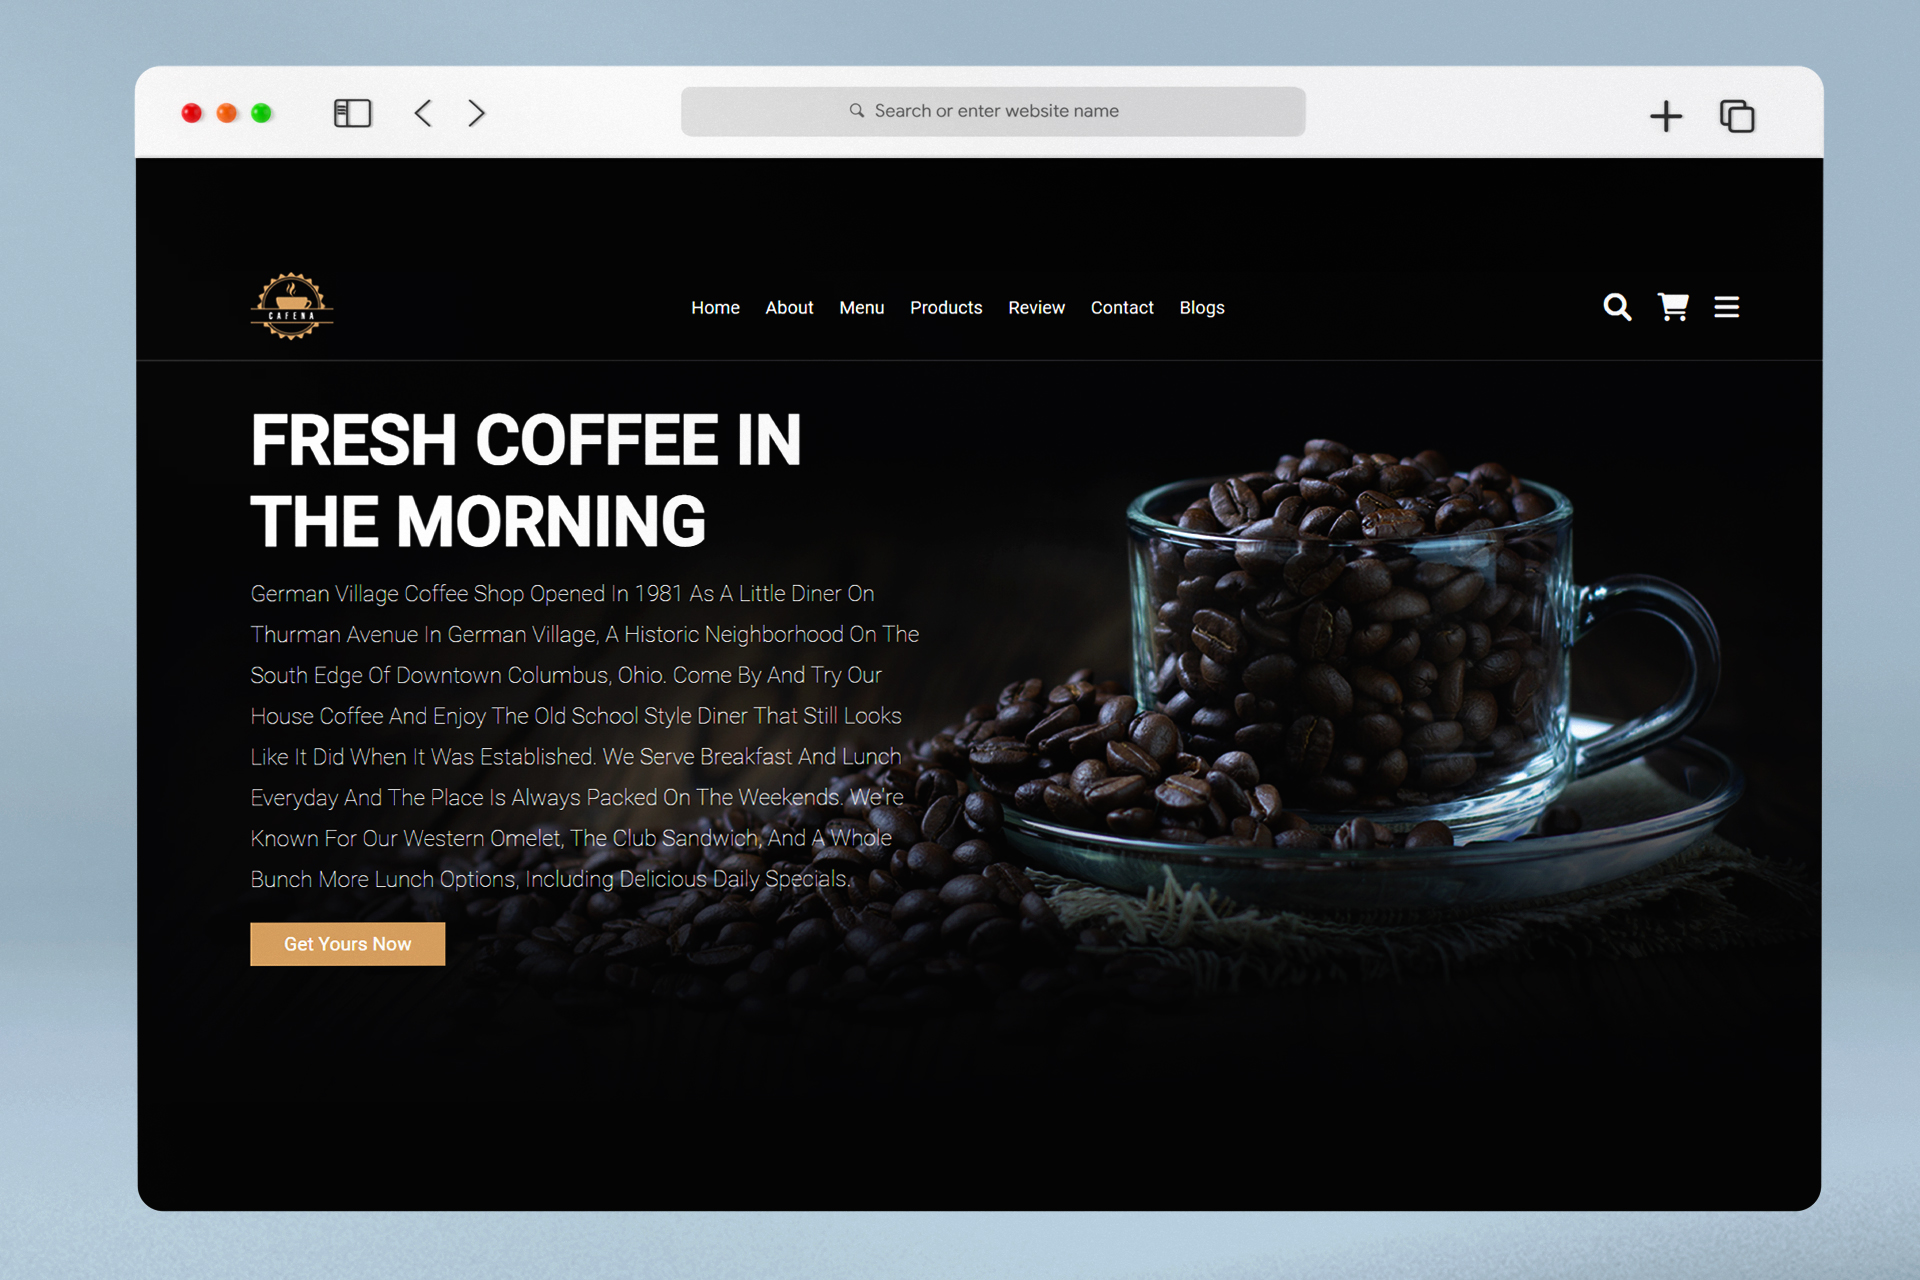 Search or enter website name
CAFENA
Home About Menu Products Review Contact Blogs
FRESH COFFEE IN
THE MORNING
German Village Coffee Shop Opened In 1981 As A Little Diner On
Thurman Avenue In German Village, A Historic Neighborhood On The
South Edge Of Downtown Columbus, Ohio. Come By And Try Our
House Coffee And Enjoy The Old School Style Diner That Still Looks
Like It Did When It Was Established. We Serve Breakfast And Lunch
Everyday And The Place Is Always Packed On The Weekends. We're
Known For Our Western Omelet, The Club Sandwich, And A Whole
Bunch More Lunch Options, Including Delicious Daily Specials.
Get Yours Now